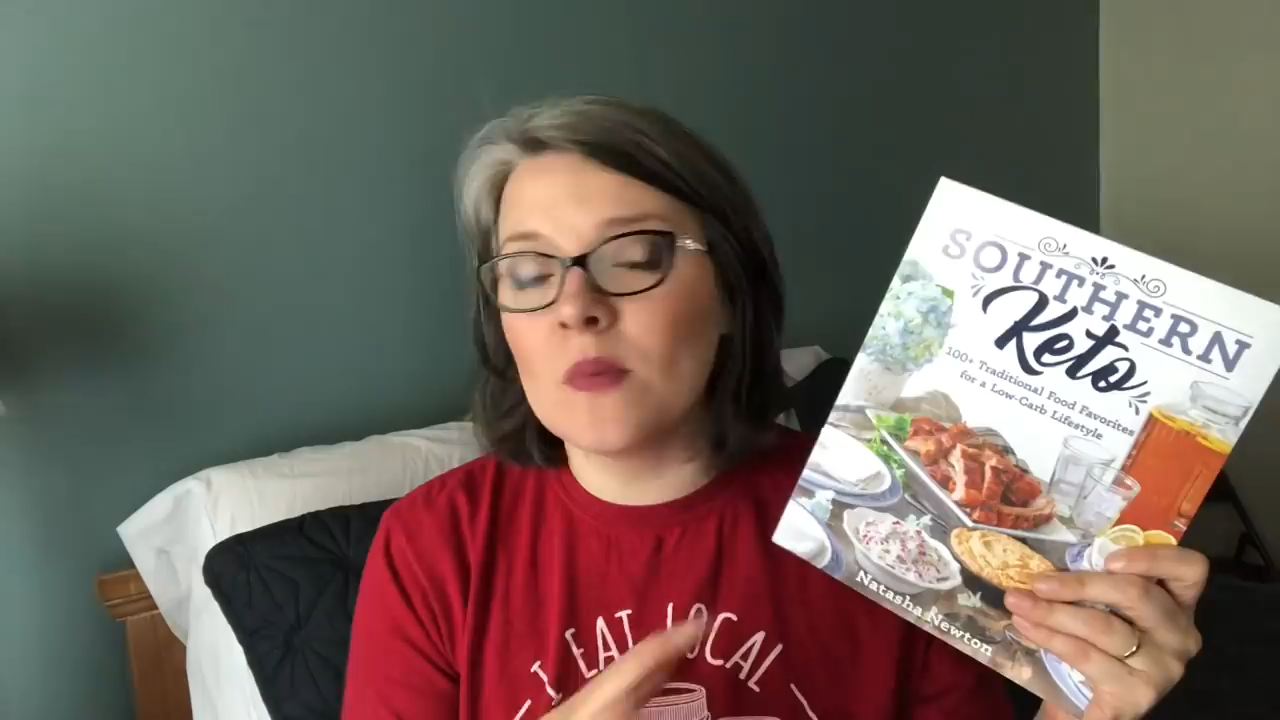 SOUTHERN
Keto
100+ Traditional Food Favorites
for a Low-Carb Lifestyle
Natasha Newton
I EAT LOCAL